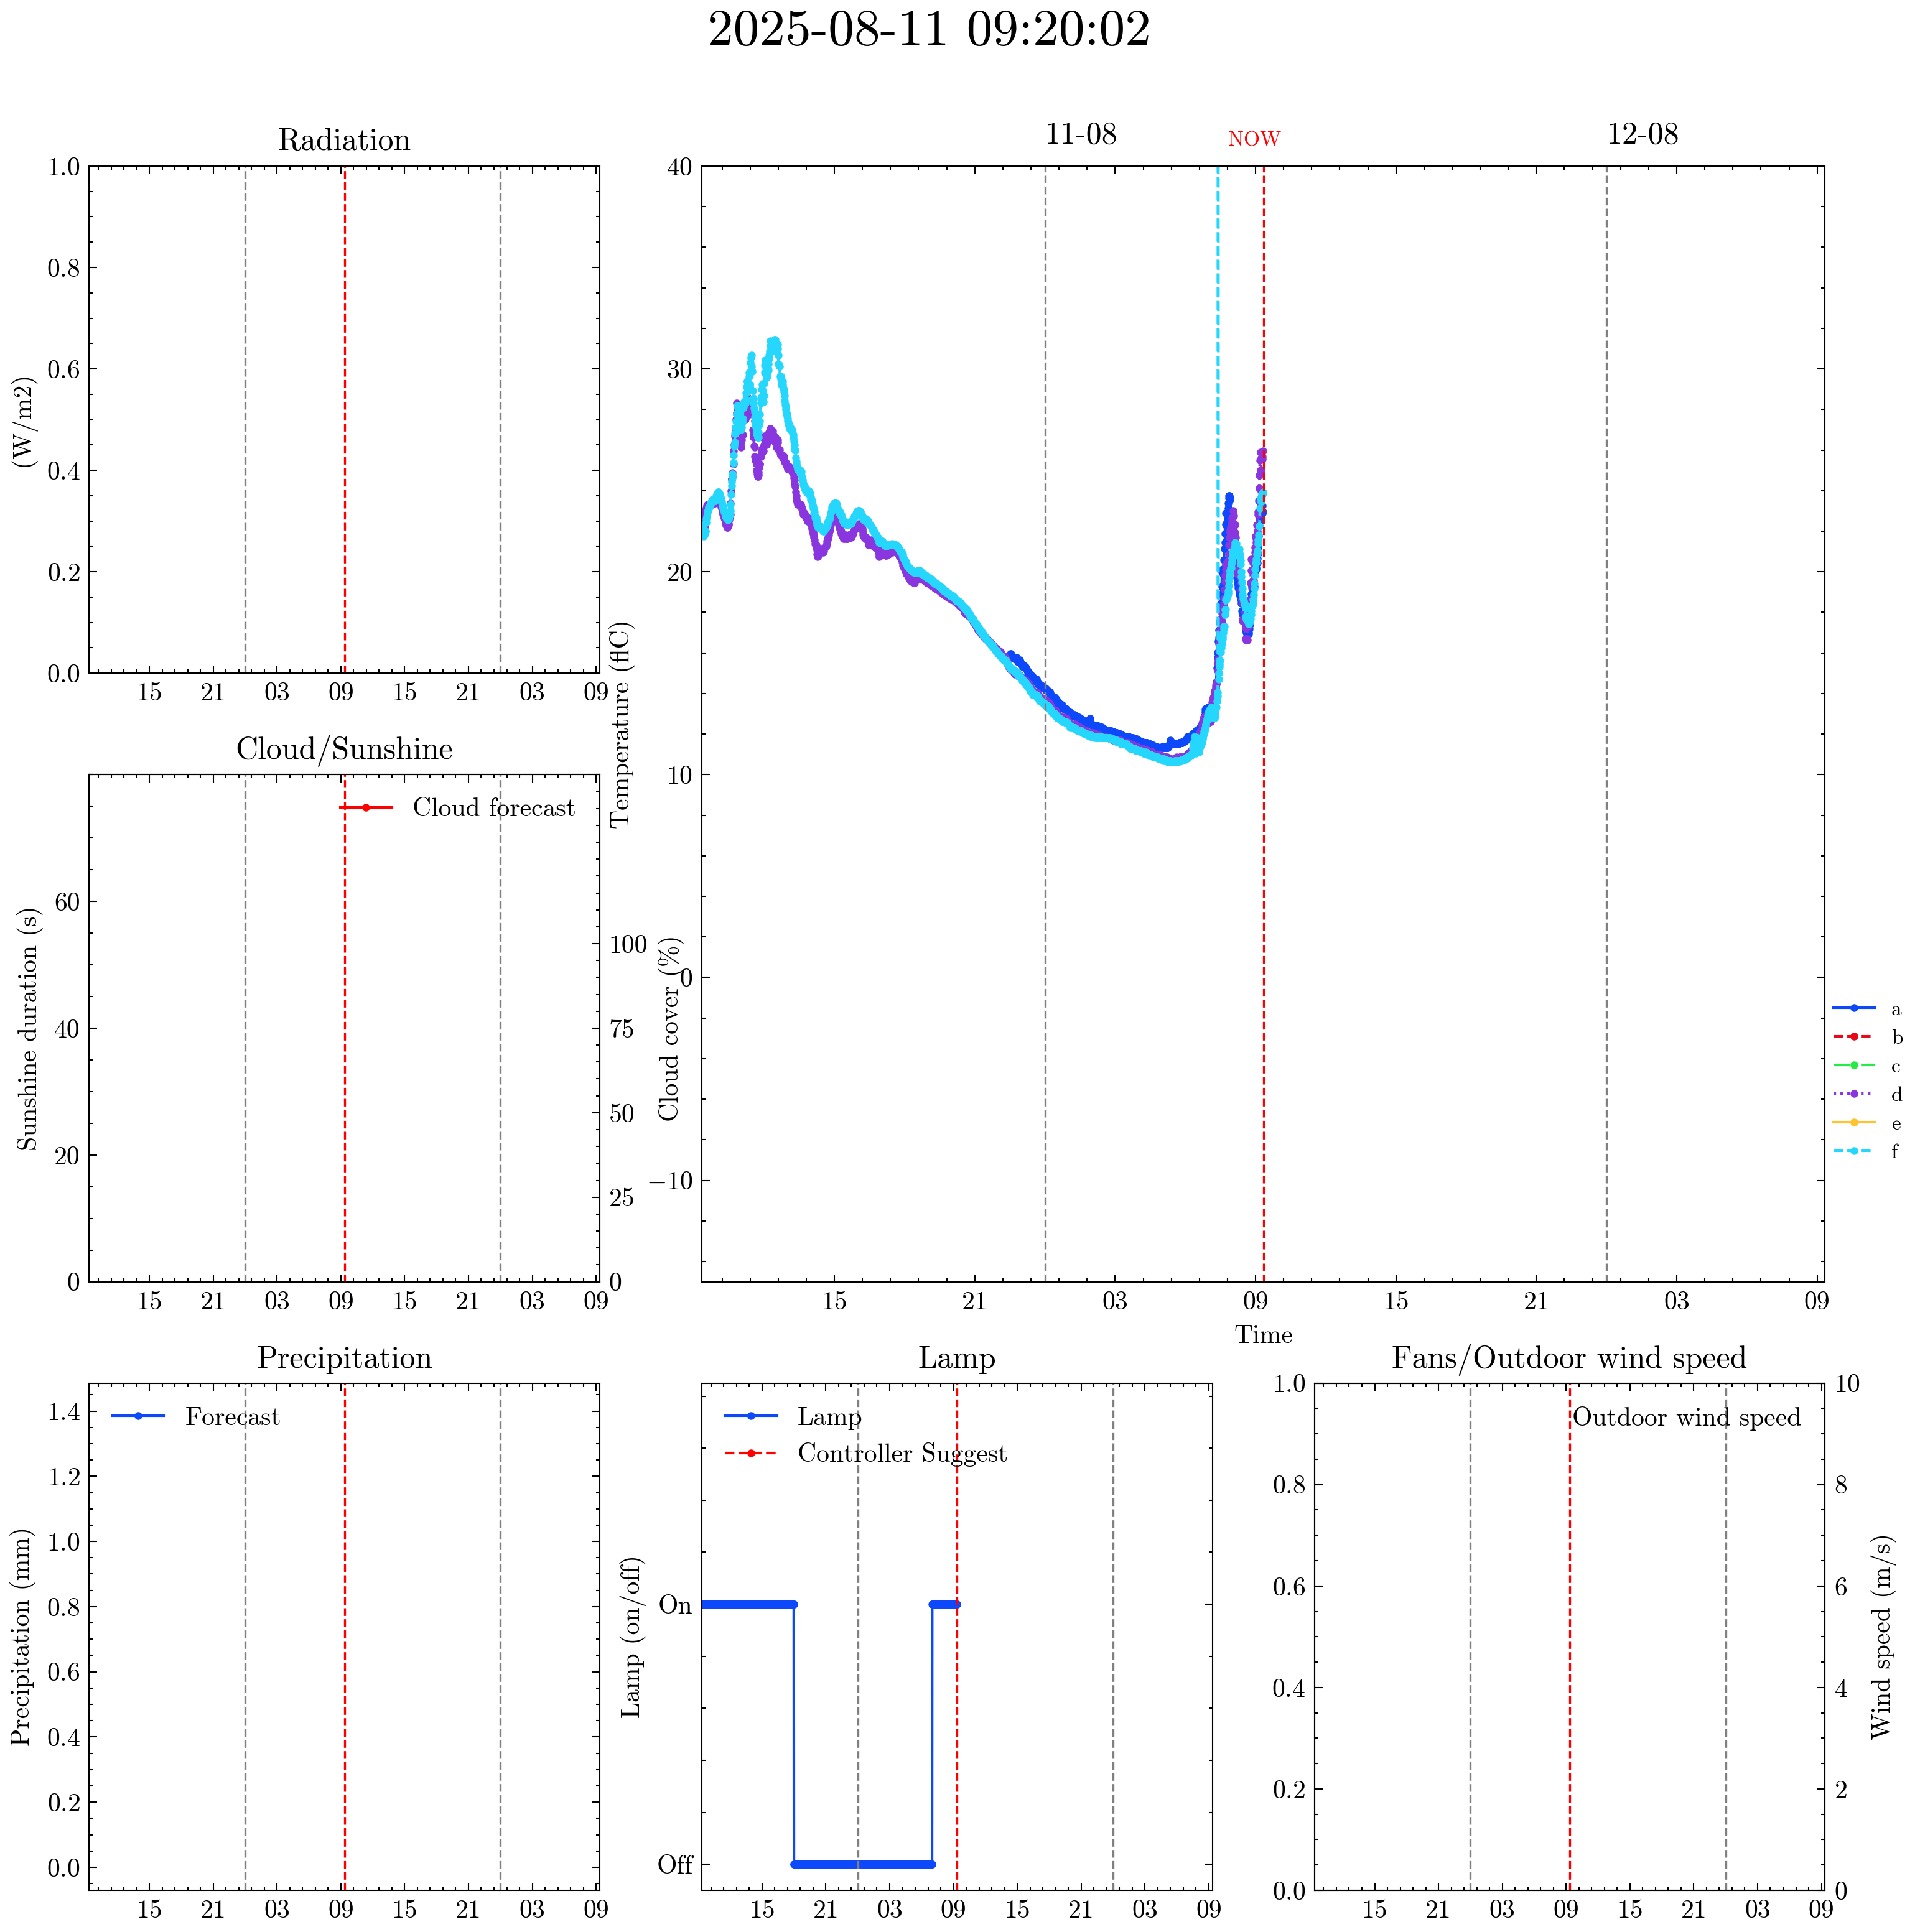 2025-08-11 09:20:02
Radiation
1.0
0.8
0.6
0.4
0.2
0.0
(W/m2)
15 21 03 09 15 21 03 09
11-08 NOW 12-08
40
30
20
10
0
−10
Temperature (flC)
15 21 03 09 15 21 03 09
Time
a
b
c
d
e
f
Cloud/Sunshine
Cloud forecast
60
40
20
0
Sunshine duration (s)
100
75
50
25
0
Cloud cover (%)
15 21 03 09 15 21 03 09
Precipitation
Forecast
1.4
1.2
1.0
0.8
0.6
0.4
0.2
0.0
Precipitation (mm)
15 21 03 09 15 21 03 09
Lamp
Lamp
Controller Suggest
On
Off
Lamp (on/off)
15 21 03 09 15 21 03 09
Fans/Outdoor wind speed
Outdoor wind speed
1.0
0.8
0.6
0.4
0.2
0.0
10
8
6
4
2
0
Wind speed (m/s)
15 21 03 09 15 21 03 09